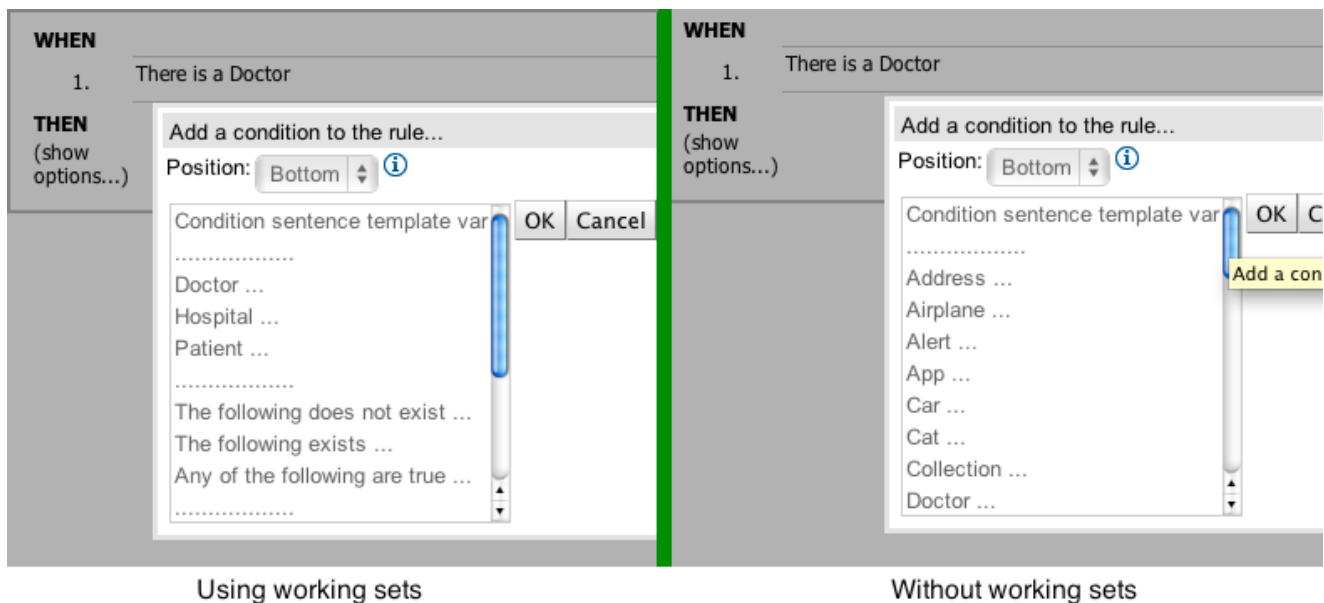 WHEN
1. There is a Doctor
THEN
(show
options...)
Add a condition to the rule...
Position: Bottom
Condition sentence template var
..................
Doctor ...
Hospital ...
Patient ...
..................
The following does not exist ...
The following exists ...
Any of the following are true ...
..................
OK Cancel
Using working sets
WHEN
1. There is a Doctor
THEN
(show
options...)
Add a condition to the rule...
Position: Bottom
Condition sentence template var
..................
Address ...
Airplane ...
Alert ...
App ...
Car ...
Cat ...
Collection ...
Doctor ...
OK C
Add a con
Without working sets